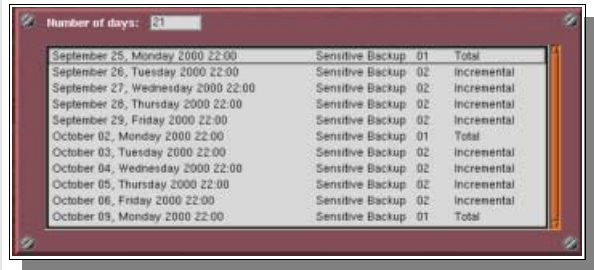 Number of days: 21
September 25, Monday 2000 22:00 Sensitive Backup 01 Total
September 26, Tuesday 2000 22:00 Sensitive Backup 02 Incremental
September 27, Wednesday 2000 22:00 Sensitive Backup 02 Incremental
September 28, Thursday 2000 22:00 Sensitive Backup 02 Incremental
September 29, Friday 2000 22:00 Sensitive Backup 02 Incremental
October 02, Monday 2000 22:00 Sensitive Backup 01 Total
October 03, Tuesday 2000 22:00 Sensitive Backup 02 Incremental
October 04, Wednesday 2000 22:00 Sensitive Backup 02 Incremental
October 05, Thursday 2000 22:00 Sensitive Backup 02 Incremental
October 06, Friday 2000 22:00 Sensitive Backup 02 Incremental
October 09, Monday 2000 22:00 Sensitive Backup 01 Total